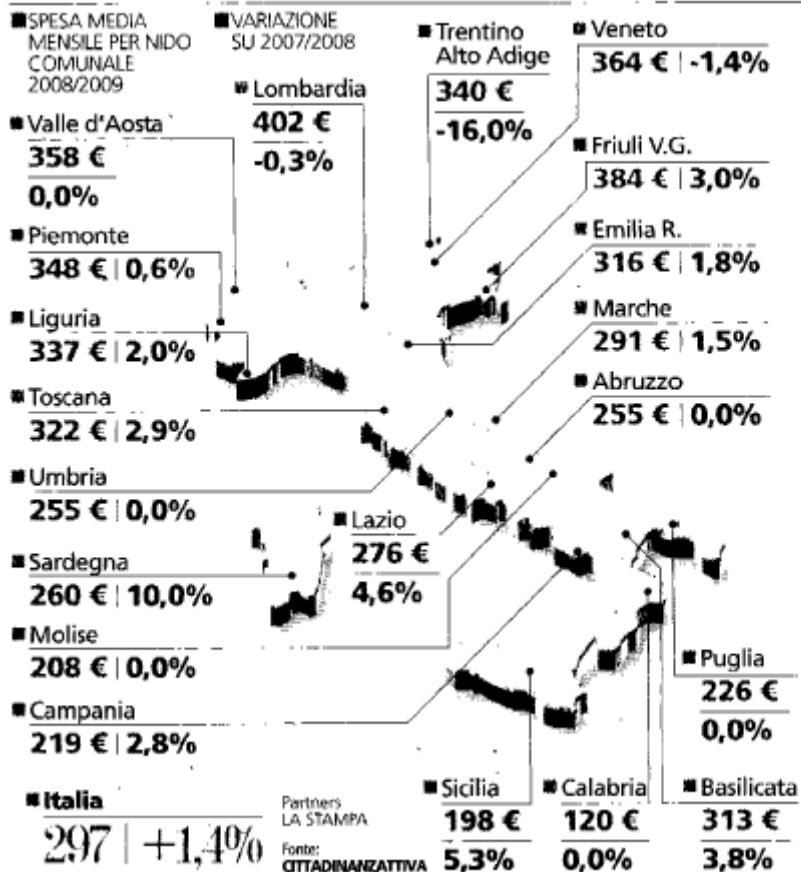 SPESA MEDIA
MENSILE PER NIDO
COMUNALE
2008/2009
VARIAZIONE
SU 2007/2008
Trentino
Alto Adige
340 €
-16,0%
Veneto
364 € | -1,4%
Lombardia
402 €
-0,3%
Valle d'Aosta
358 €
0,0%
Friuli V.G.
384 € | 3,0%
Piemonte
348 € | 0,6%
Emilia R.
316 € | 1,8%
Liguria
337 € | 2,0%
Marche
291 € | 1,5%
Toscana
322 € | 2,9%
Abruzzo
255 € | 0,0%
Umbria
255 € | 0,0%
Lazio
276 €
4,6%
Sardegna
260 € | 10,0%
Molise
208 € | 0,0%
Puglia
226 €
0,0%
Campania
219 € | 2,8%
Italia
297 | +1,4%
Partners
LA STAMPA
Fonte:
CITTADINANZATTIVA
Sicilia
198 €
5,3%
Calabria
120 €
0,0%
Basilicata
313 €
3,8%